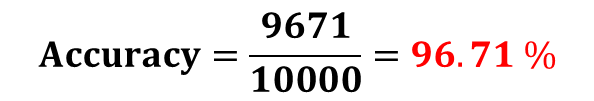 Accuracy = 9671/10000 = 96.71 %